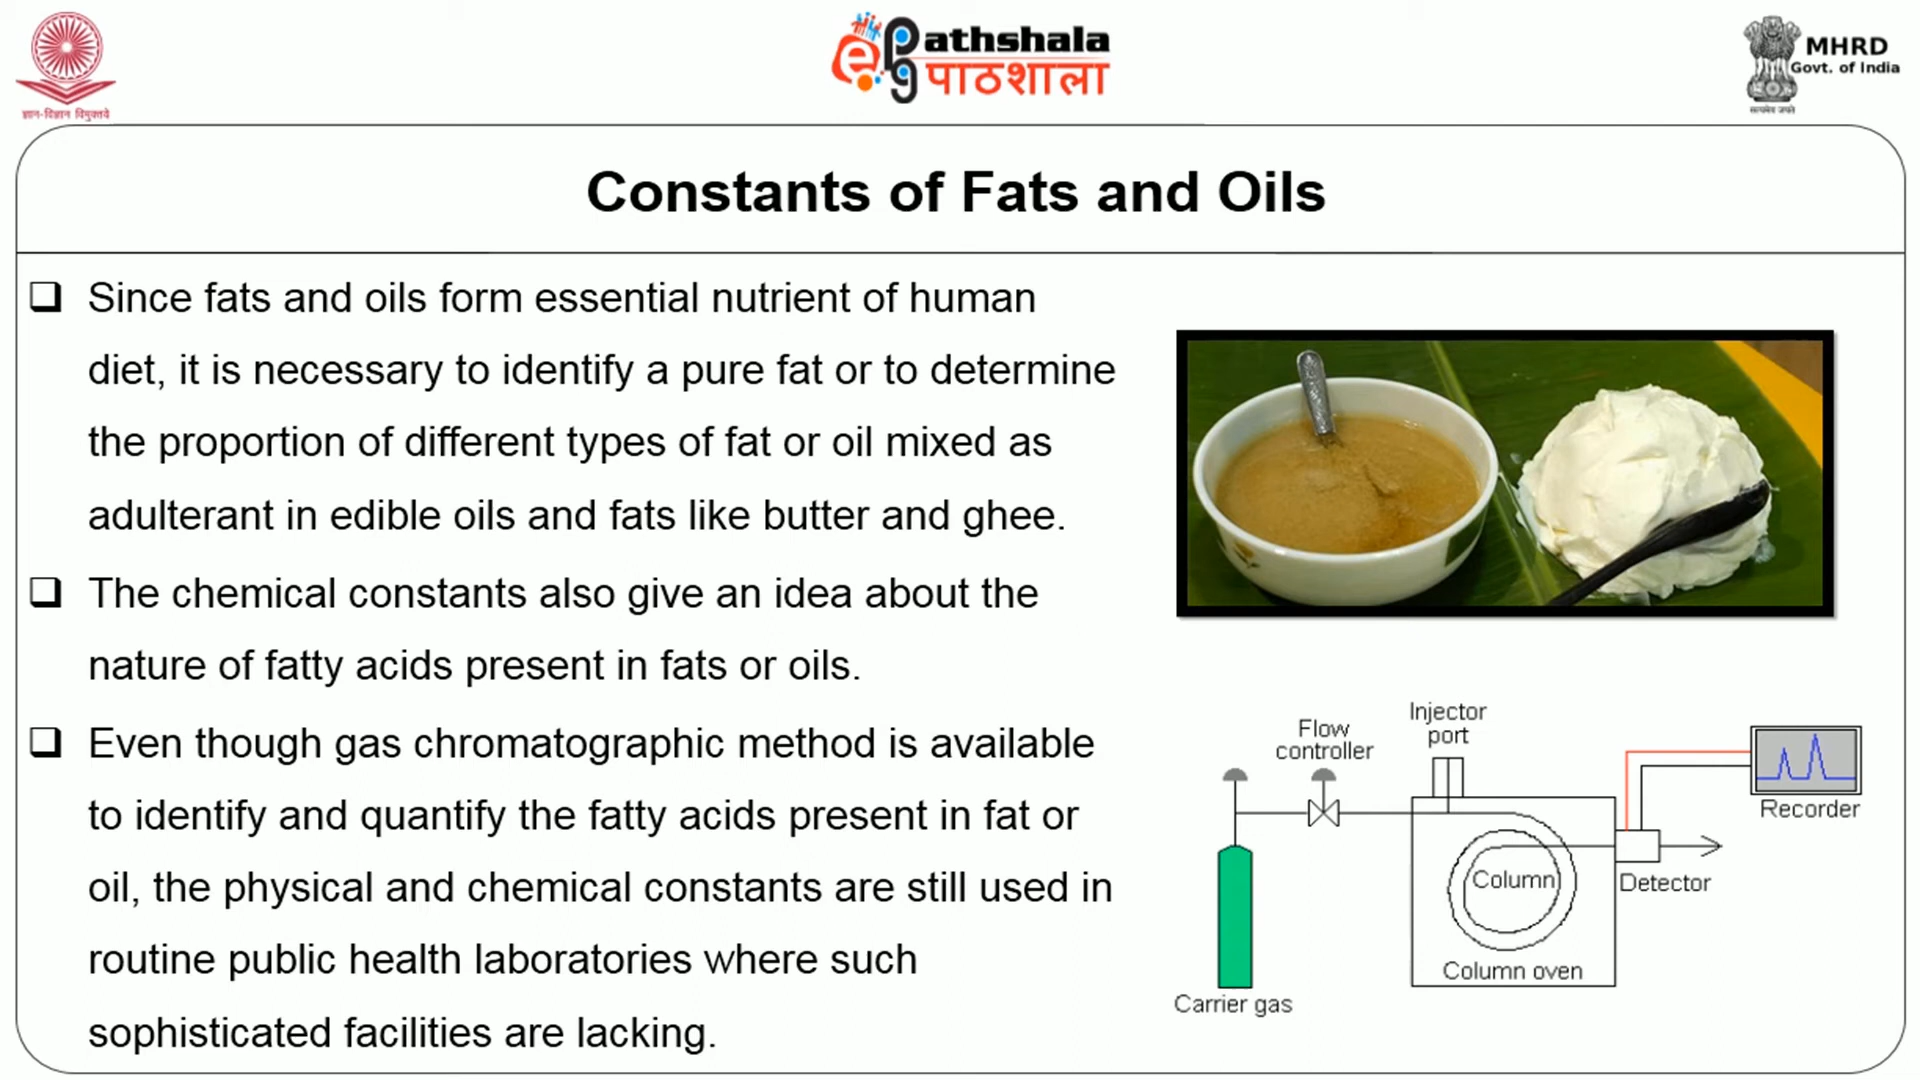 ज्ञान-विज्ञान विमुक्तये
ePG Pathshala
पाठशाला
MHRD
Govt. of India
सत्यमेव जयते
Constants of Fats and Oils
Since fats and oils form essential nutrient of human
diet, it is necessary to identify a pure fat or to determine
the proportion of different types of fat or oil mixed as
adulterant in edible oils and fats like butter and ghee.
The chemical constants also give an idea about the
nature of fatty acids present in fats or oils.
Even though gas chromatographic method is available
to identify and quantify the fatty acids present in fat or
oil, the physical and chemical constants are still used in
routine public health laboratories where such
sophisticated facilities are lacking.
Flow
controller
Injector
port
Recorder
Column
Detector
Column oven
Carrier gas